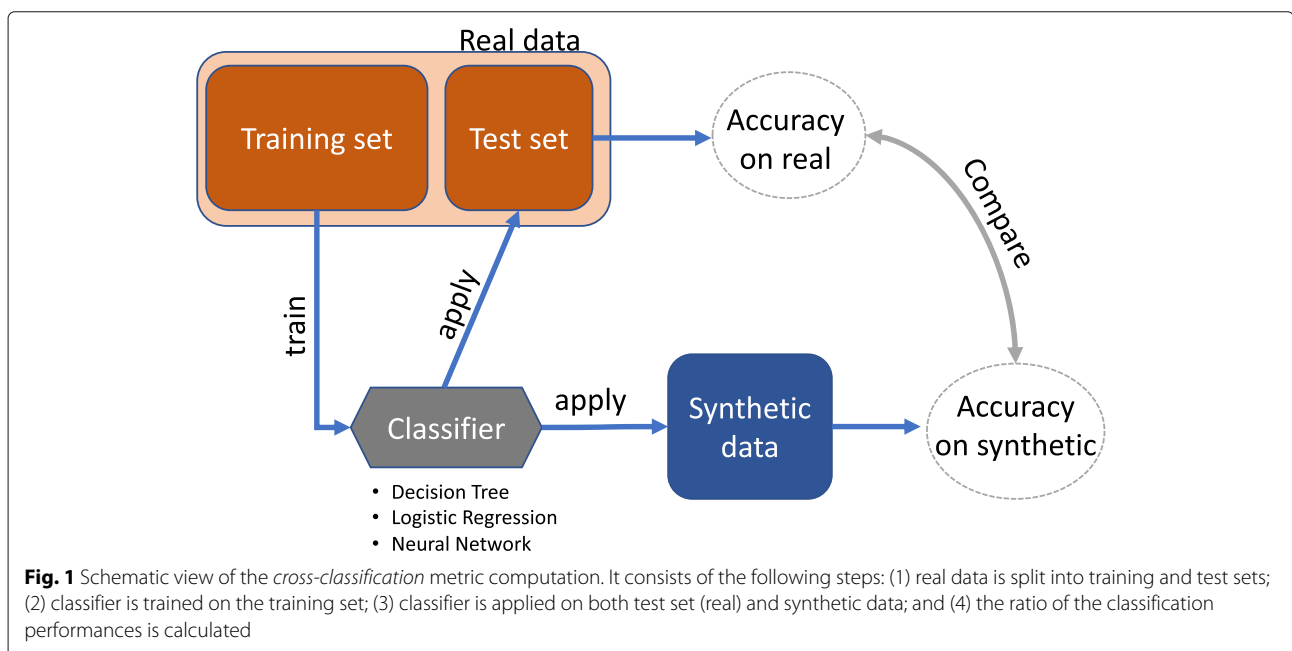 Real data
Training set
Test set
Accuracy
on real
Compare
train
apply
Classifier
apply
Synthetic
data
Accuracy
on synthetic
• Decision Tree
• Logistic Regression
• Neural Network
Fig. 1 Schematic view of the cross-classification metric computation. It consists of the following steps: (1) real data is split into training and test sets;
(2) classifier is trained on the training set; (3) classifier is applied on both test set (real) and synthetic data; and (4) the ratio of the classification
performances is calculated